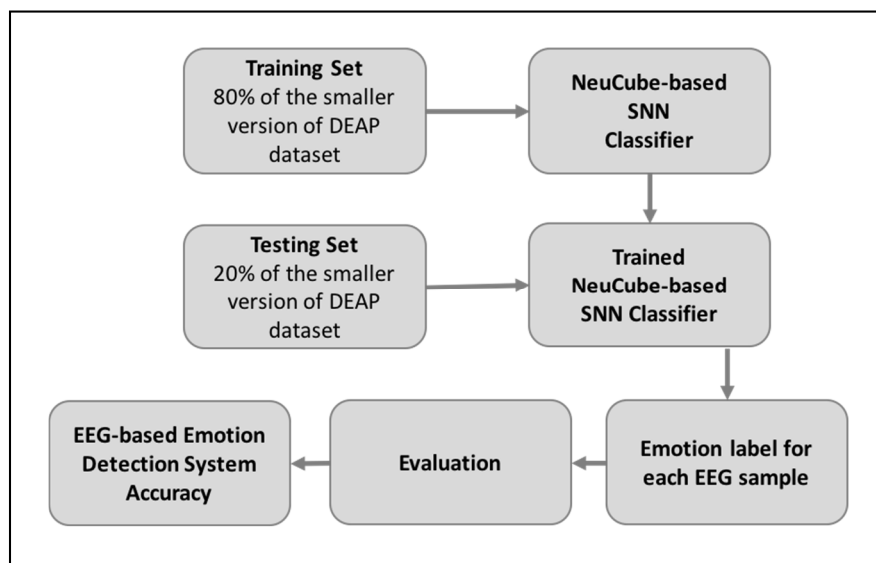 Training Set
80% of the smaller
version of DEAP
dataset
NeuCube-based
SNN
Classifier
Testing Set
20% of the smaller
version of DEAP
dataset
Trained
NeuCube-based
SNN Classifier
EEG-based Emotion
Detection System
Accuracy
Evaluation
Emotion label for
each EEG sample